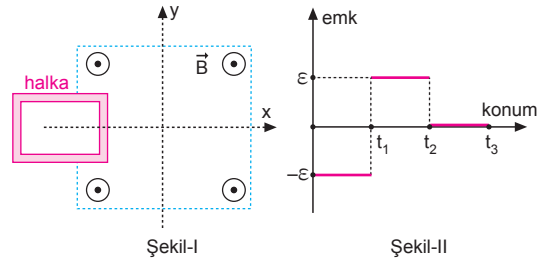 y
B⃗
halka
x
Şekil-I
emk
ε
konum
t₁ t₂ t₃
−ε
Şekil-II